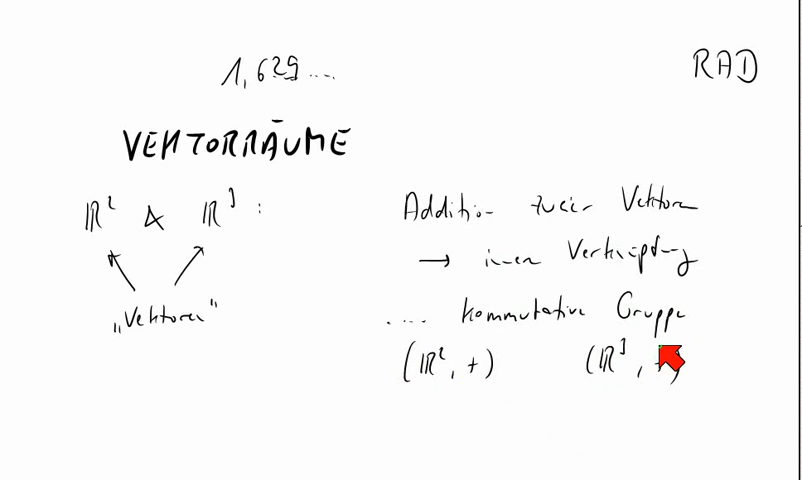 1,629....
RAD
VEKTORRÄUME
ℝ² & ℝ³ :
„Vektoren"
Addition zweier Vektoren
→ innere Verknüpfung
.... kommutative Gruppe
(ℝ², +) (ℝ³, +)